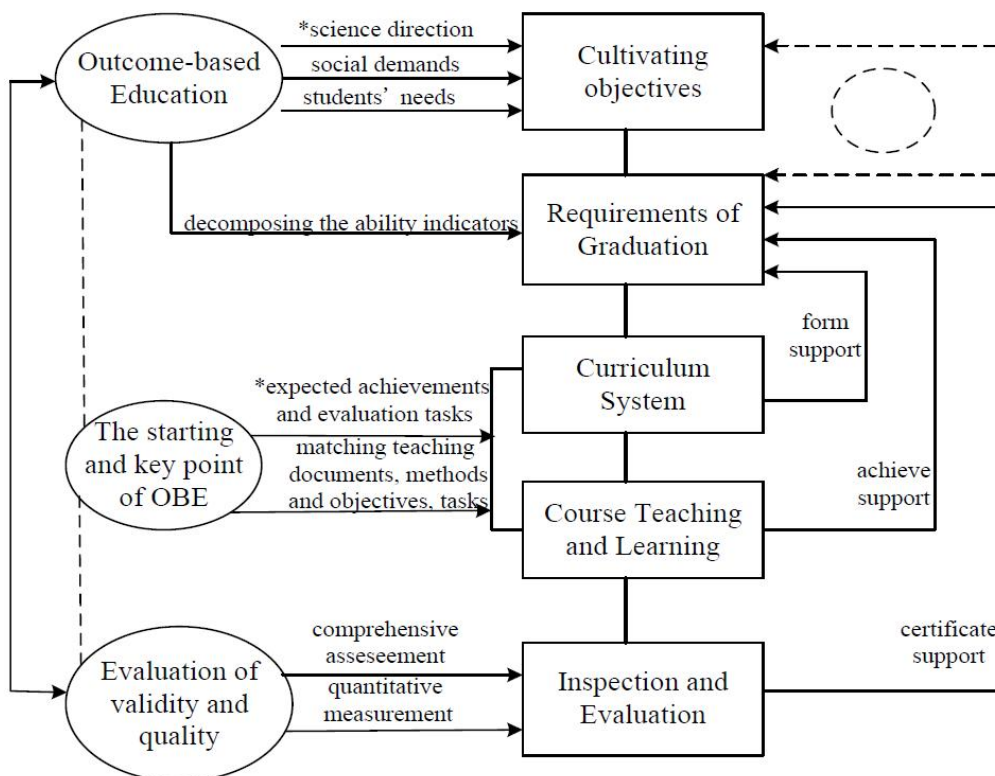 Outcome-based
Education
*science direction
social demands
students’ needs
Cultivating
objectives
decomposing the ability indicators
Requirements of
Graduation
form
support
*expected achievements
and evaluation tasks
matching teaching
documents, methods
and objectives, tasks
The starting
and key point
of OBE
Curriculum
System
achieve
support
Course Teaching
and Learning
comprehensive
asseseement
quantitative
measurement
Evaluation of
validity and
quality
Inspection and
Evaluation
certificate
support